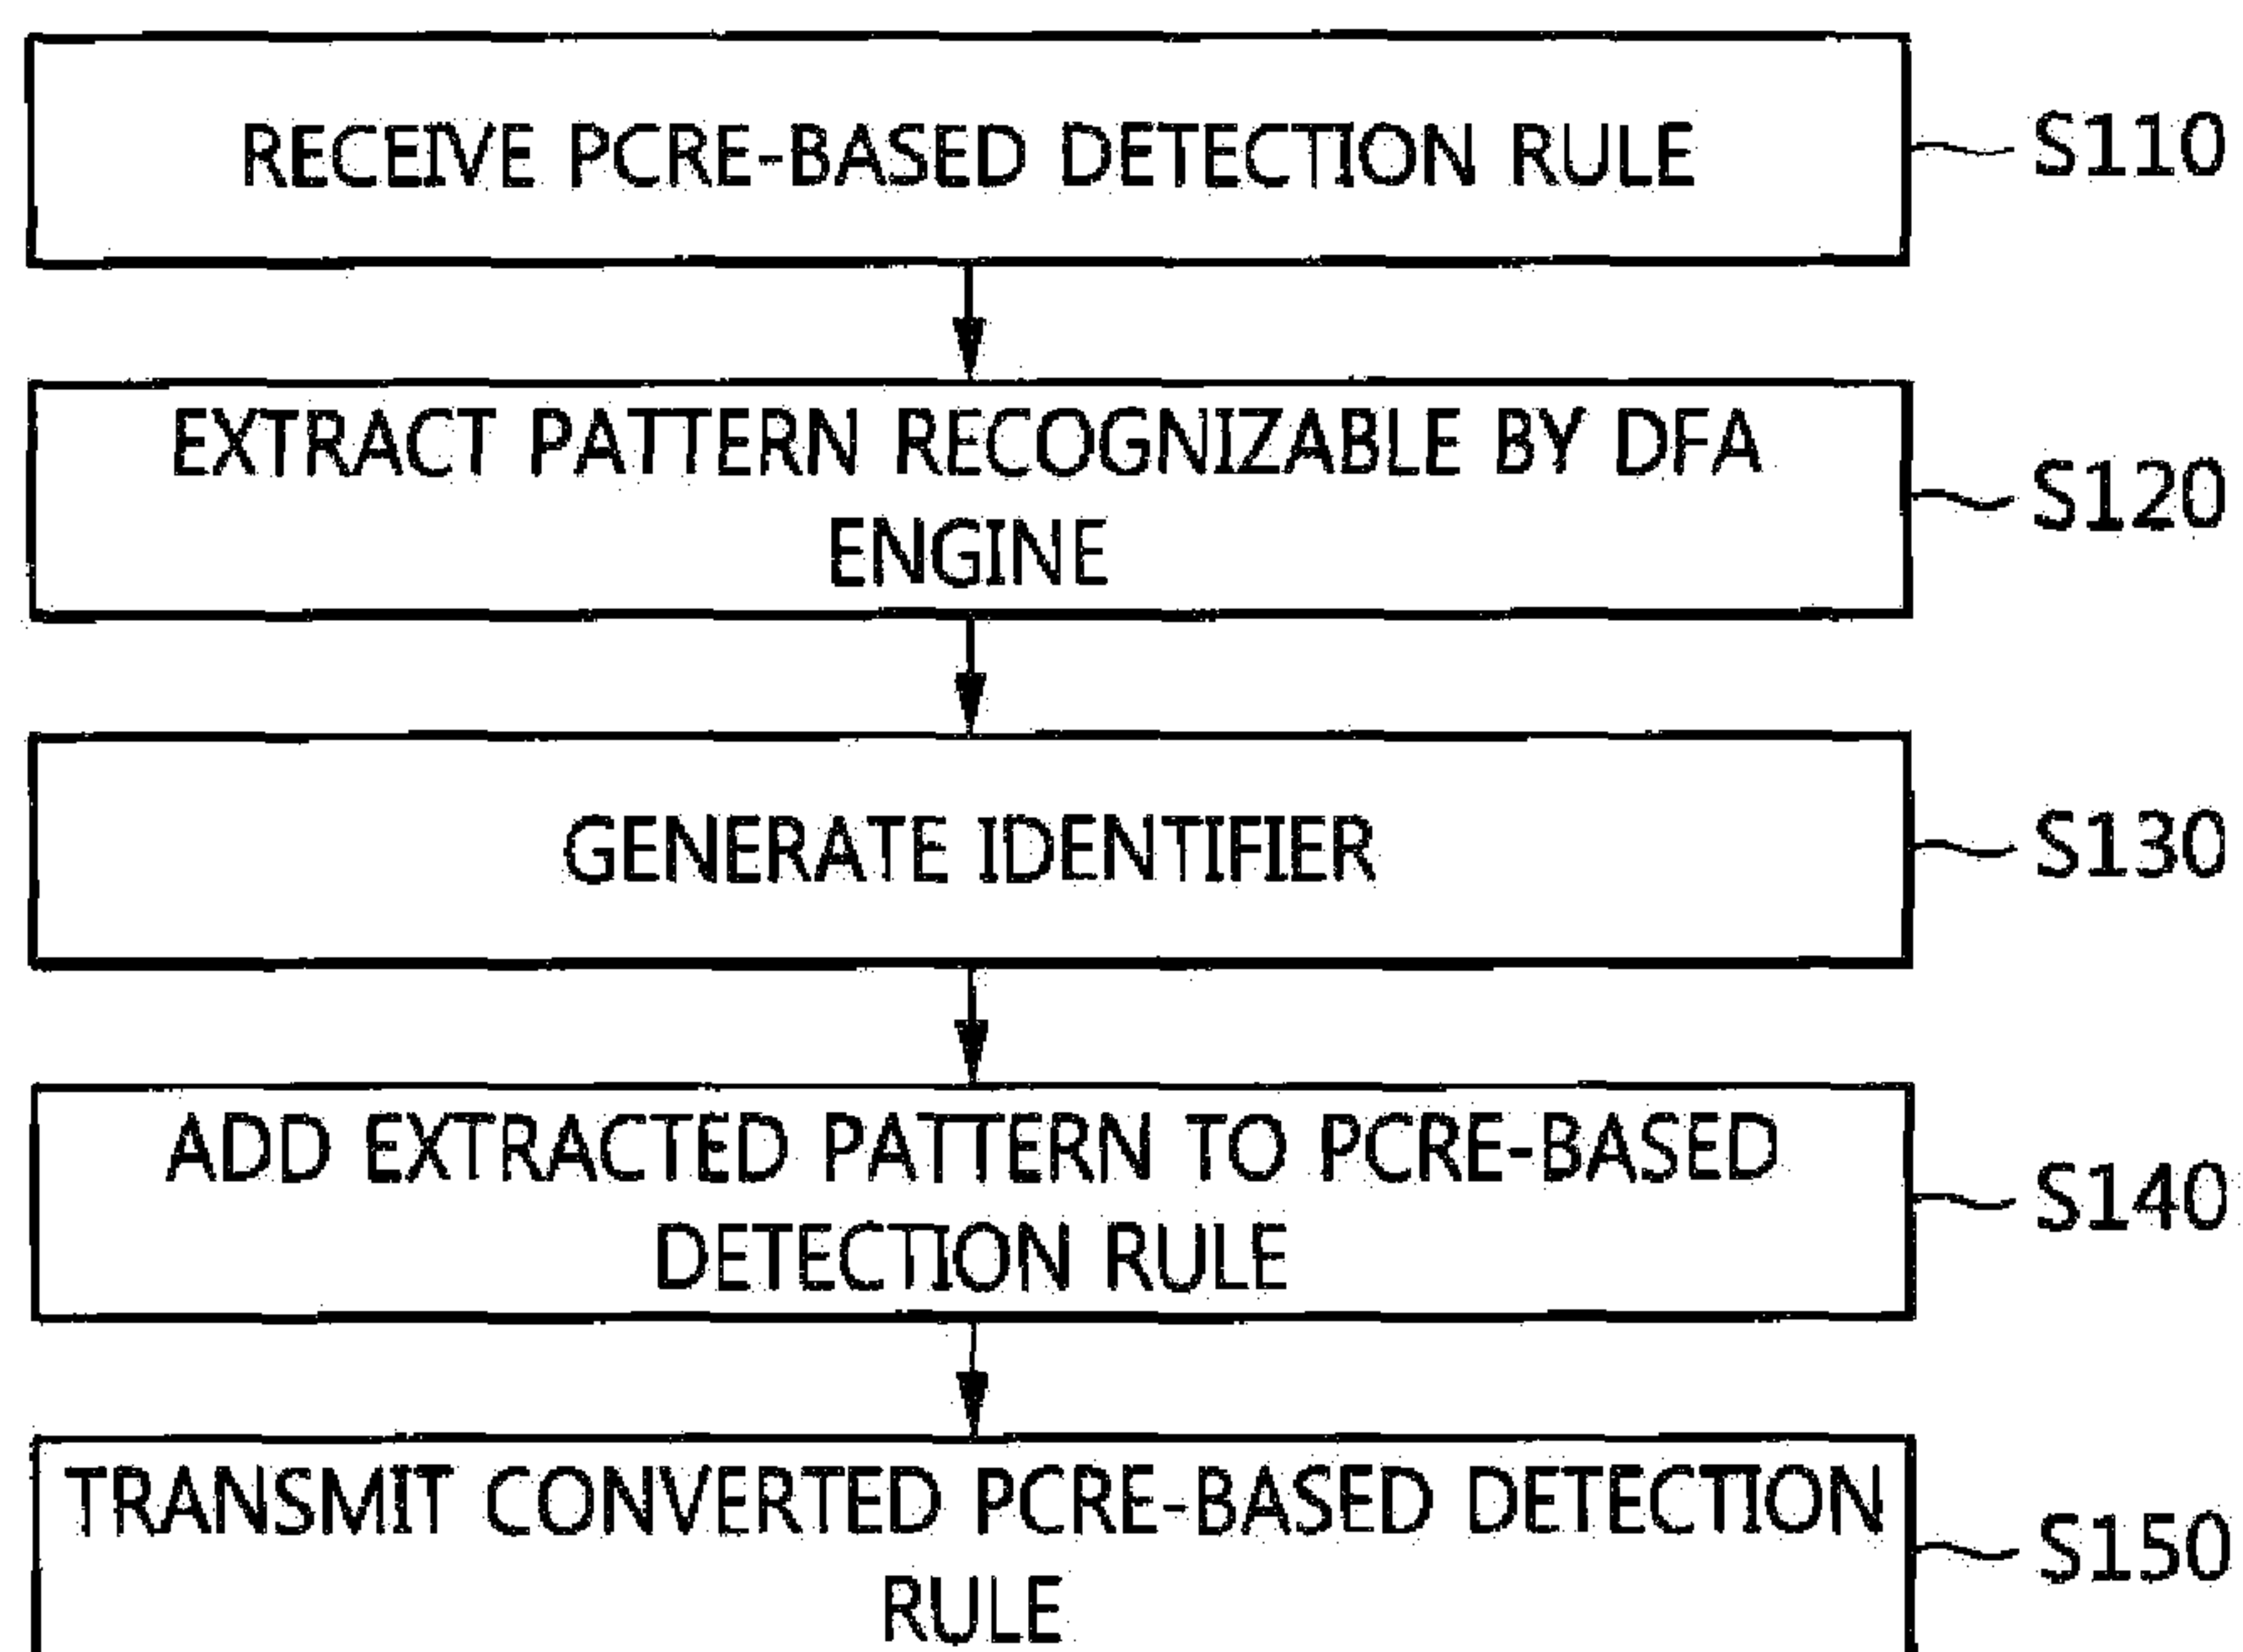 RECEIVE PCRE-BASED DETECTION RULE
S110
EXTRACT PATTERN RECOGNIZABLE BY DFA
ENGINE
S120
GENERATE IDENTIFIER
S130
ADD EXTRACTED PATTERN TO PCRE-BASED
DETECTION RULE
S140
TRANSMIT CONVERTED PCRE-BASED DETECTION
RULE
S150